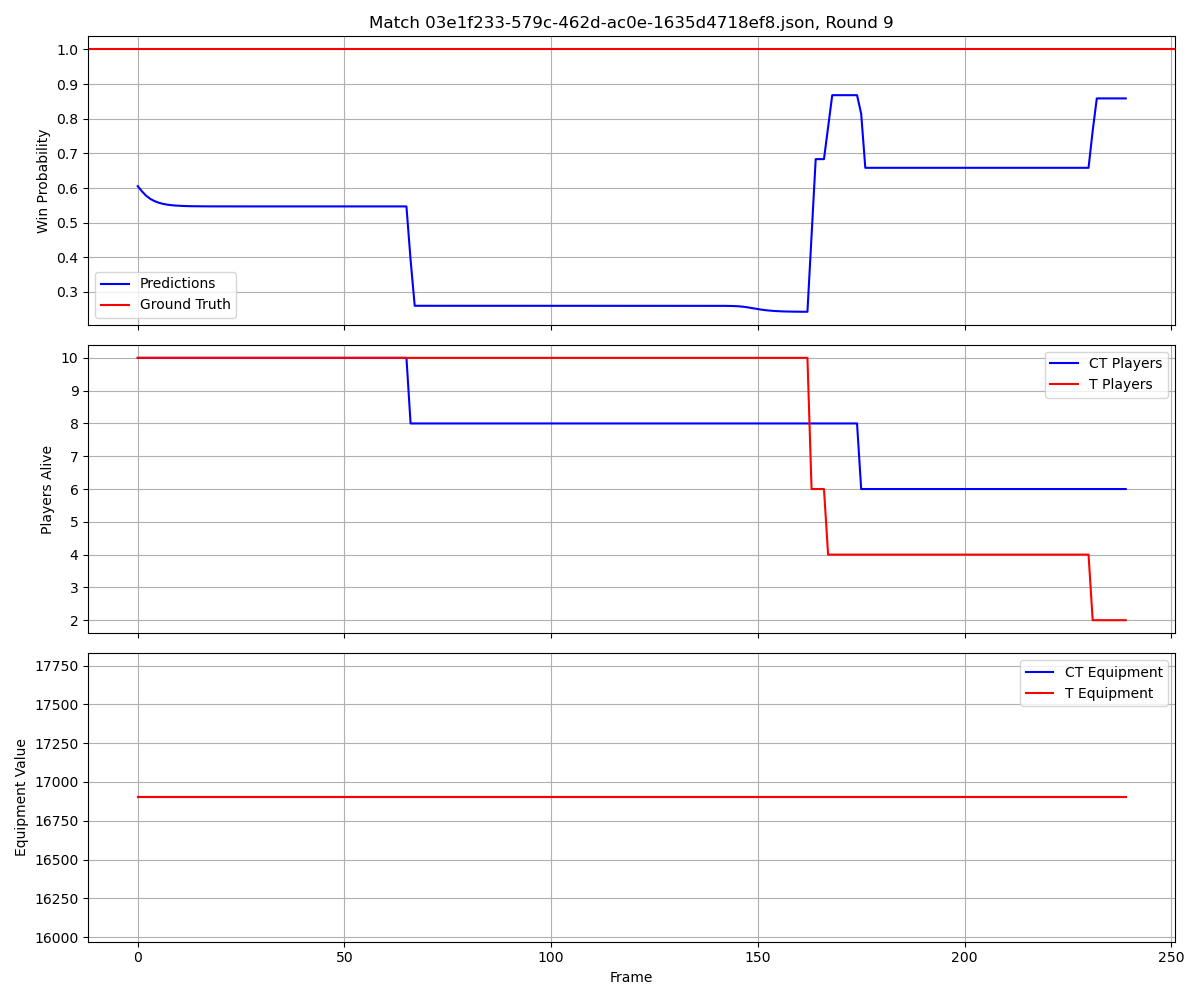 Match 03e1f233-579c-462d-ac0e-1635d4718ef8.json, Round 9
Win Probability
1.0
0.9
0.8
0.7
0.6
0.5
0.4
0.3
Predictions
Ground Truth
Players Alive
10
9
8
7
6
5
4
3
2
CT Players
T Players
Equipment Value
17750
17500
17250
17000
16750
16500
16250
16000
CT Equipment
T Equipment
0 50 100 150 200 250
Frame